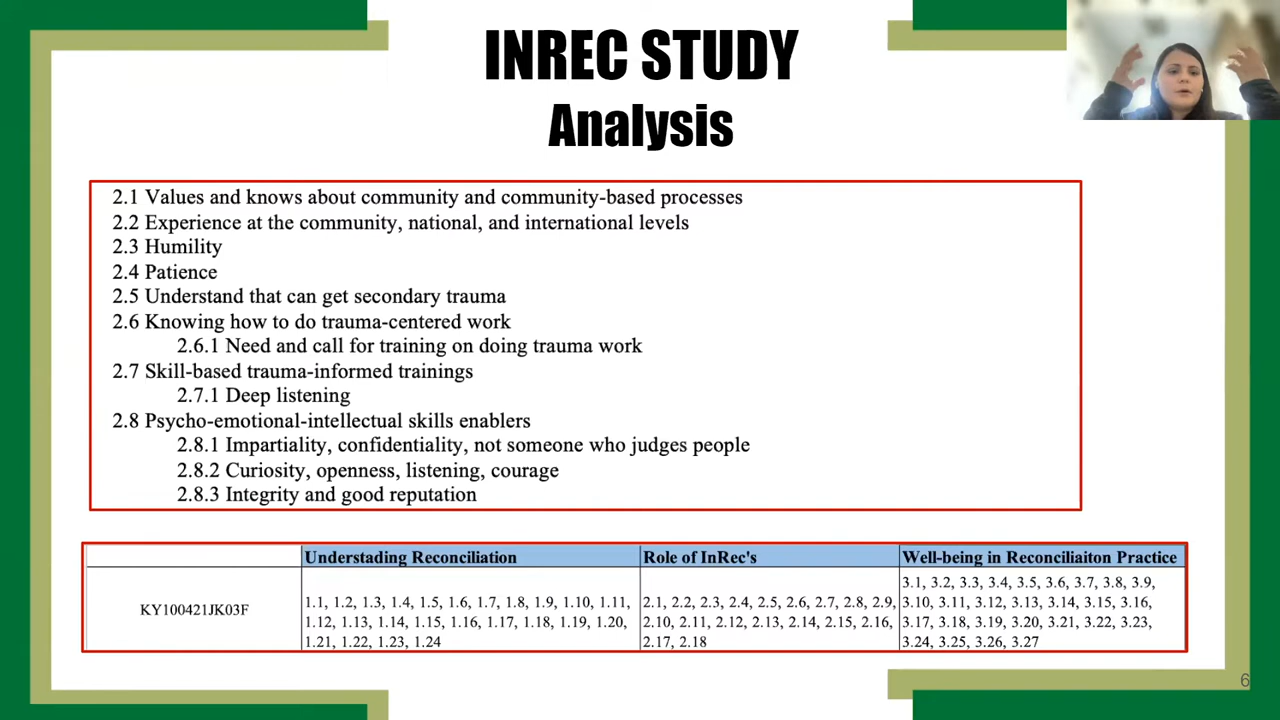 INREC STUDY
Analysis
2.1 Values and knows about community and community-based processes
2.2 Experience at the community, national, and international levels
2.3 Humility
2.4 Patience
2.5 Understand that can get secondary trauma
2.6 Knowing how to do trauma-centered work
2.6.1 Need and call for training on doing trauma work
2.7 Skill-based trauma-informed trainings
2.7.1 Deep listening
2.8 Psycho-emotional-intellectual skills enablers
2.8.1 Impartiality, confidentiality, not someone who judges people
2.8.2 Curiosity, openness, listening, courage
2.8.3 Integrity and good reputation
Understading Reconciliation
Role of InRec's
Well-being in Reconciliaiton Practice
KY100421JK03F
1.1, 1.2, 1.3, 1.4, 1.5, 1.6, 1.7, 1.8, 1.9, 1.10, 1.11,
1.12, 1.13, 1.14, 1.15, 1.16, 1.17, 1.18, 1.19, 1.20,
1.21, 1.22, 1.23, 1.24
2.1, 2.2, 2.3, 2.4, 2.5, 2.6, 2.7, 2.8, 2.9,
2.10, 2.11, 2.12, 2.13, 2.14, 2.15, 2.16,
2.17, 2.18
3.1, 3.2, 3.3, 3.4, 3.5, 3.6, 3.7, 3.8, 3.9,
3.10, 3.11, 3.12, 3.13, 3.14, 3.15, 3.16,
3.17, 3.18, 3.19, 3.20, 3.21, 3.22, 3.23,
3.24, 3.25, 3.26, 3.27
6